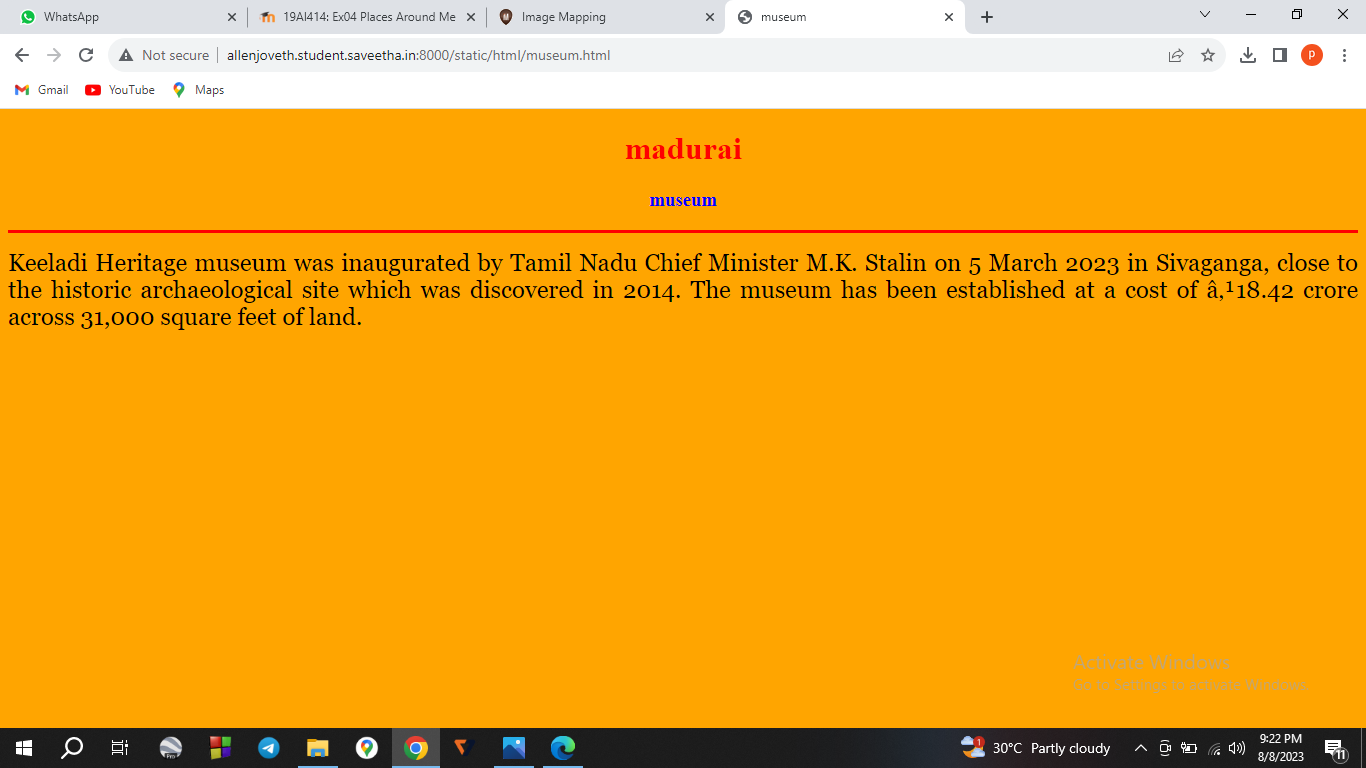 WhatsApp
19AI414: Ex04 Places Around Me
Image Mapping
museum
Not secure
allenjoveth.student.saveetha.in:8000/static/html/museum.html
p
Gmail
YouTube
Maps
madurai
museum
Keeladi Heritage museum was inaugurated by Tamil Nadu Chief Minister M.K. Stalin on 5 March 2023 in Sivaganga, close to
the historic archaeological site which was discovered in 2014. The museum has been established at a cost of â‚¹18.42 crore
across 31,000 square feet of land.
Activate Windows
Go to Settings to activate Windows.
Pro
1
30°C Partly cloudy
9:22 PM
8/8/2023
11